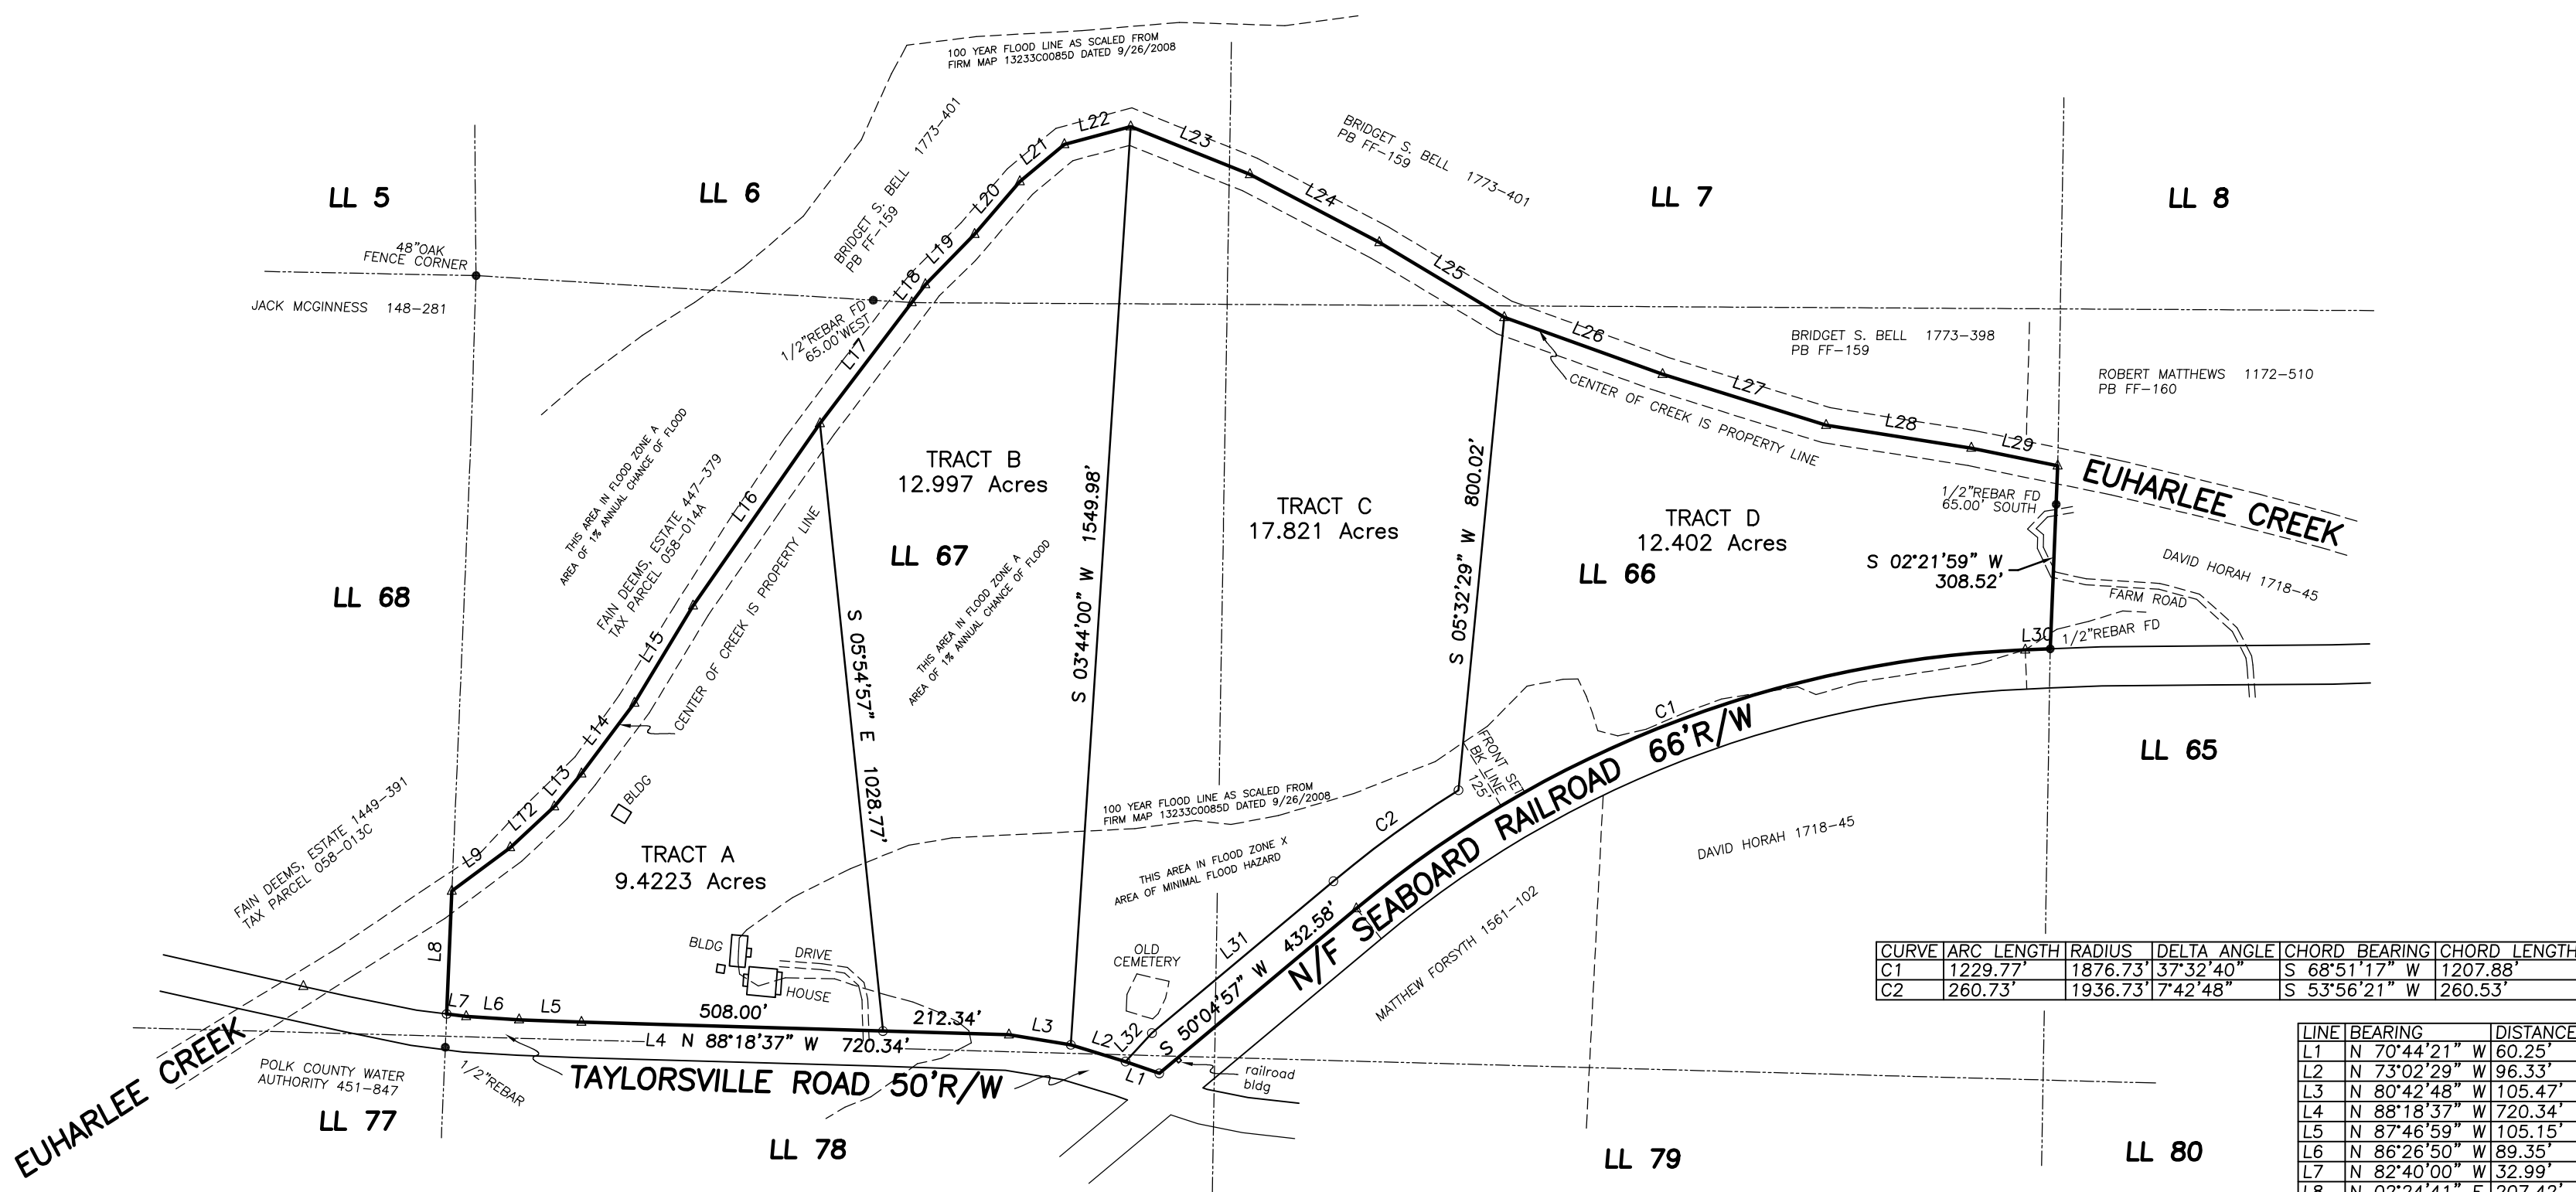 100 YEAR FLOOD LINE AS SCALED FROM
FIRM MAP 13233C0085D DATED 9/26/2008
BRIDGET S. BELL 1773-401
PB FF-159
BRIDGET S. BELL 1773-401
PB FF-159
LL 5
LL 6
LL 7
LL 8
L22
L23
L21
L24
L20
L25
L19
L18
48"OAK
FENCE CORNER
JACK MCGINNESS 148-281
1/2"REBAR FD
65.00'WEST
L17
L26
BRIDGET S. BELL 1773-398
PB FF-159
ROBERT MATTHEWS 1172-510
PB FF-160
L27
CENTER OF CREEK IS PROPERTY LINE
L28
L29
EUHARLEE CREEK
THIS AREA IN FLOOD ZONE A
AREA OF 1% ANNUAL CHANCE OF FLOOD
FAIN DEEMS, ESTATE 447-379
TAX PARCEL 058-014A
L16
TRACT B
12.997 Acres
S 03°44'00" W 1549.98'
TRACT C
17.821 Acres
S 05°32'29" W 800.02'
TRACT D
12.402 Acres
1/2"REBAR FD
65.00' SOUTH
LL 68
LL 67
LL 66
S 02°21'59" W
308.52'
DAVID HORAH 1718-45
FARM ROAD
L30
1/2"REBAR FD
THIS AREA IN FLOOD ZONE A
AREA OF 1% ANNUAL CHANCE OF FLOOD
L15
CENTER OF CREEK IS PROPERTY LINE
L14
L13
L12
L9
S 05°54'57" E 1028.77'
BLDG
C1
N/F SEABOARD RAILROAD 66'R/W
FRONT SET
BK LINE
125'
LL 65
FAIN DEEMS, ESTATE 1449-391
TAX PARCEL 058-013C
TRACT A
9.4223 Acres
100 YEAR FLOOD LINE AS SCALED FROM
FIRM MAP 13233C0085D DATED 9/26/2008
C2
THIS AREA IN FLOOD ZONE X
AREA OF MINIMAL FLOOD HAZARD
DAVID HORAH 1718-45
L8
BLDG
DRIVE
HOUSE
OLD
CEMETERY
L31
S 50°04'57" W 432.58'
MATTHEW FORSYTH 1561-102
L7
L6
L5
508.00'
212.34'
L3
L2
L32
L4 N 88°18'37" W 720.34'
L1
railroad
bldg
EUHARLEE CREEK
POLK COUNTY WATER
AUTHORITY 451-847
1/2"REBAR
TAYLORSVILLE ROAD 50'R/W
LL 77
LL 78
LL 79
LL 80
CURVE ARC LENGTH RADIUS DELTA ANGLE CHORD BEARING CHORD LENGTH
C1 1229.77' 1876.73' 37°32'40" S 68°51'17" W 1207.88'
C2 260.73' 1936.73' 7°42'48" S 53°56'21" W 260.53'
LINE BEARING DISTANCE
L1 N 70°44'21" W 60.25'
L2 N 73°02'29" W 96.33'
L3 N 80°42'48" W 105.47'
L4 N 88°18'37" W 720.34'
L5 N 87°46'59" W 105.15'
L6 N 86°26'50" W 89.35'
L7 N 82°40'00" W 32.99'
L8 N 02°24'41" E 207.42'